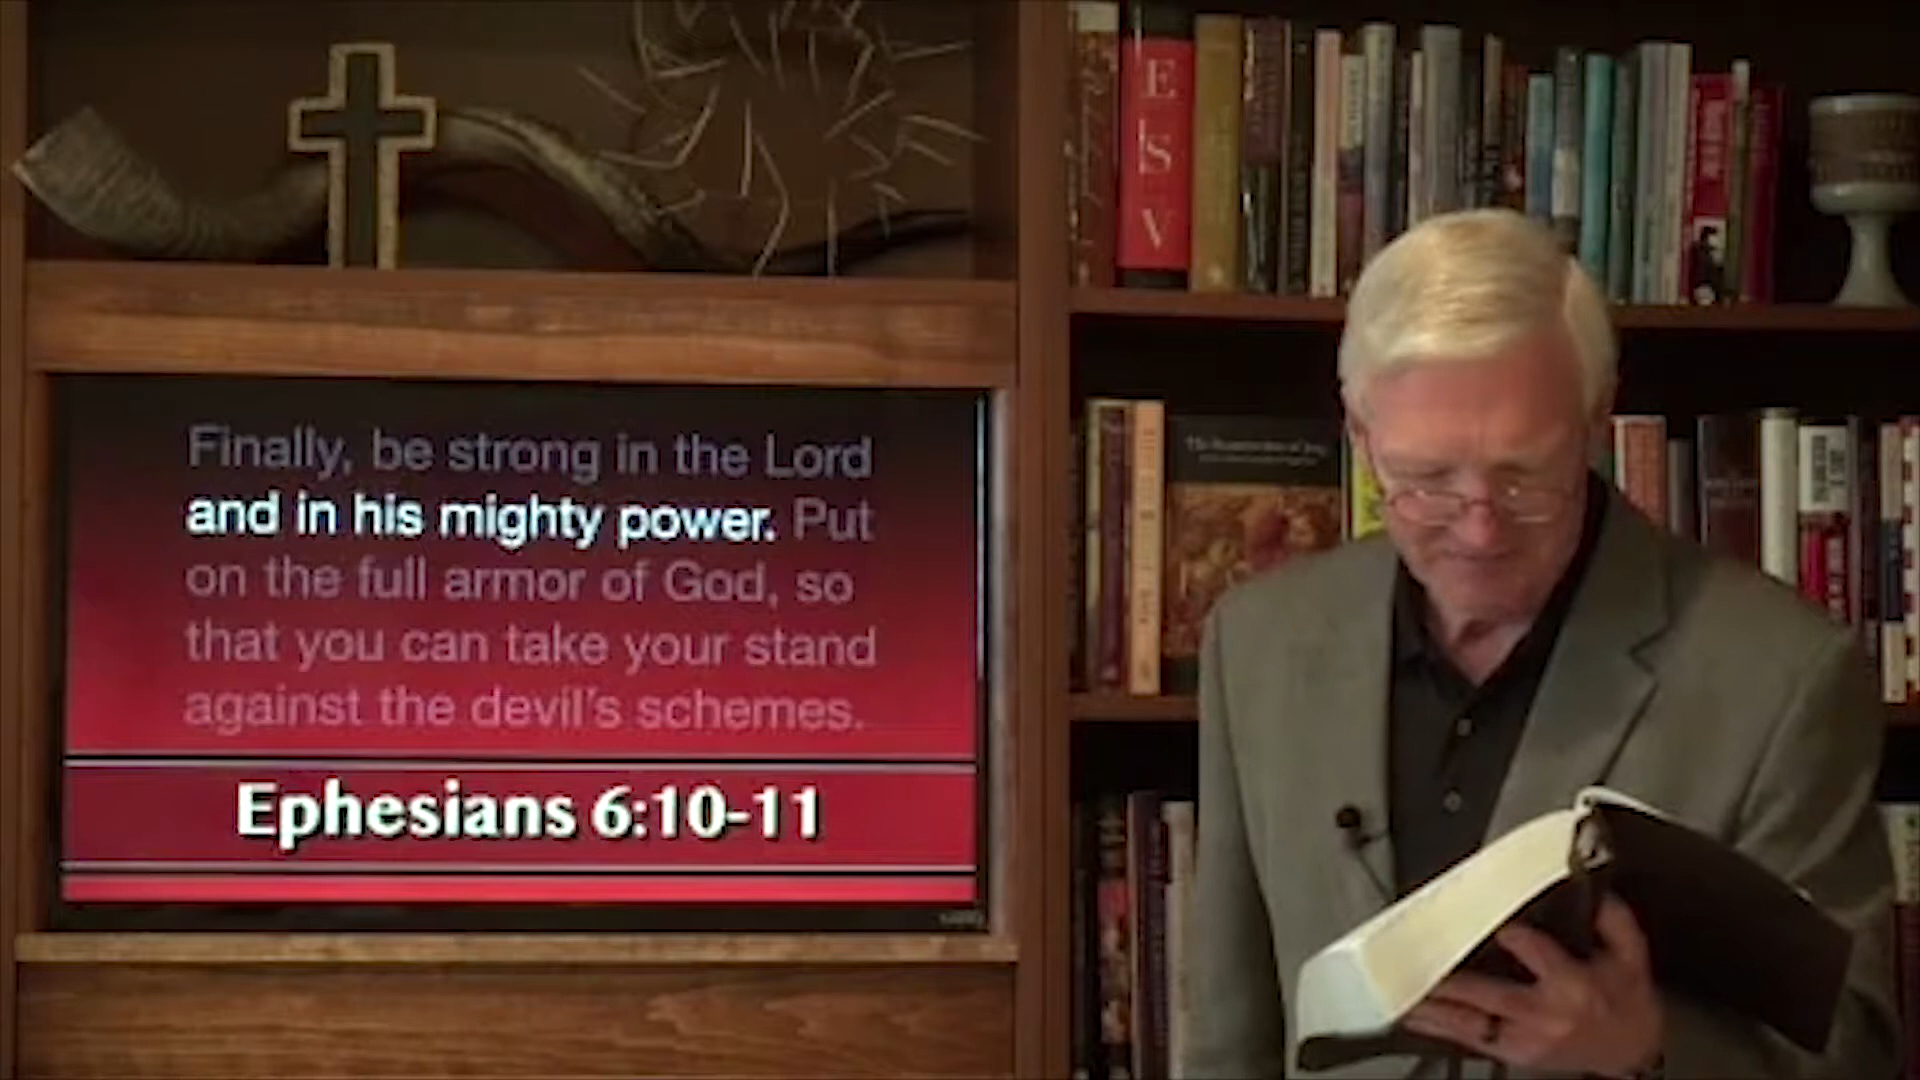 Finally, be strong in the Lord
and in his mighty power. Put
on the full armor of God, so
that you can take your stand
against the devil's schemes.
Ephesians 6:10-11
ESV